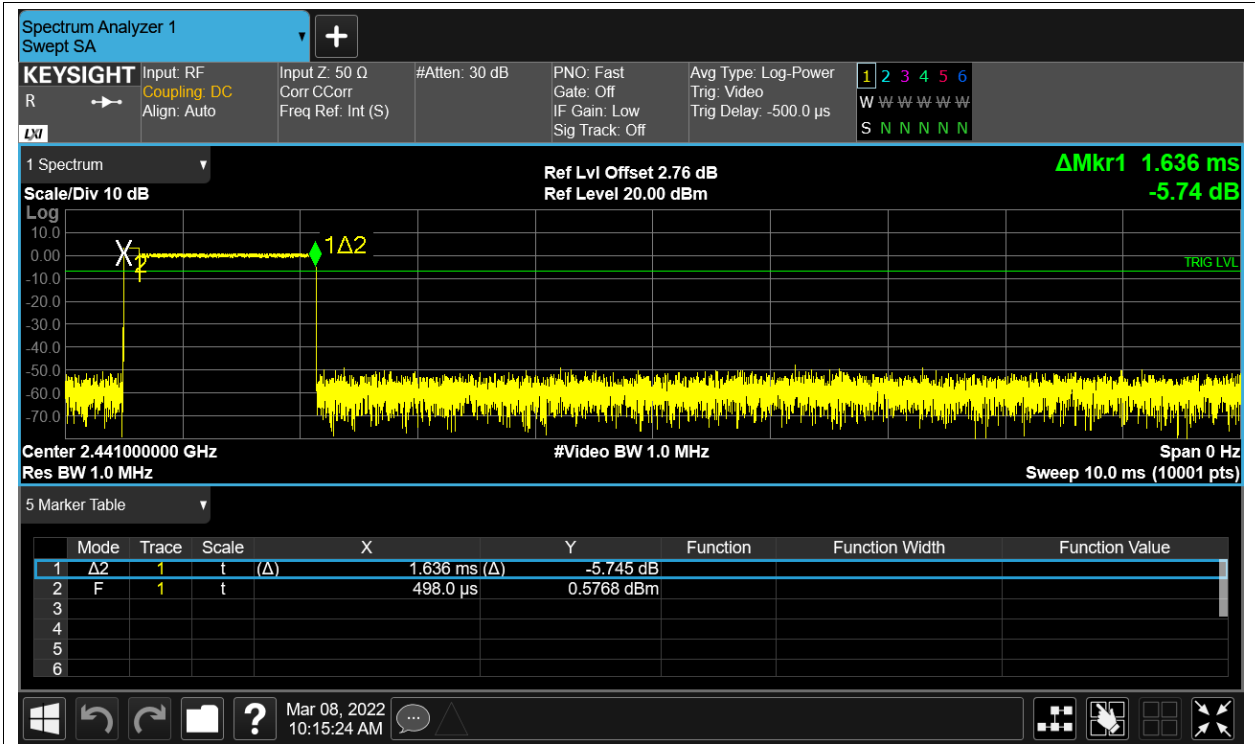 Spectrum Analyzer 1
Swept SA
KEYSIGHT
R
LXI
Input: RF
Coupling: DC
Align: Auto
Input Z: 50 Ω
Corr CCorr
Freq Ref: Int (S)
#Atten: 30 dB
PNO: Fast
Gate: Off
IF Gain: Low
Sig Track: Off
Avg Type: Log-Power
Trig: Video
Trig Delay: -500.0 µs
1 2 3 4 5 6
W W W W W W
S N N N N N
1 Spectrum
Ref Lvl Offset 2.76 dB
ΔMkr1 1.636 ms
Scale/Div 10 dB
Ref Level 20.00 dBm
-5.74 dB
Log
10.0
0.00
-10.0
-20.0
-30.0
-40.0
-50.0
-60.0
-70.0
X
2
1Δ2
TRIG LVL
Center 2.441000000 GHz
#Video BW 1.0 MHz
Span 0 Hz
Res BW 1.0 MHz
Sweep 10.0 ms (10001 pts)
5 Marker Table
Mode Trace Scale X Y Function Function Width Function Value
1 Δ2 1 t (Δ) 1.636 ms (Δ) -5.745 dB
2 F 1 t 498.0 µs 0.5768 dBm
3
4
5
6
?
Mar 08, 2022
10:15:24 AM